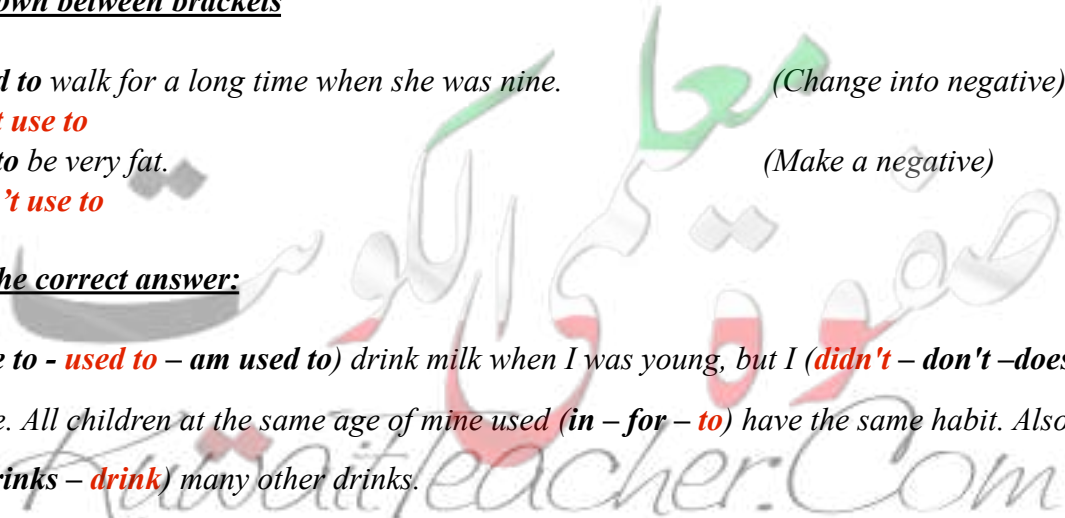 own between brackets
d to walk for a long time when she was nine. (Change into negative)
t use to
to be very fat. (Make a negative)
't use to
he correct answer:
e to - used to – am used to) drink milk when I was young, but I (didn't – don't –does
e. All children at the same age of mine used (in – for – to) have the same habit. Also
rinks – drink) many other drinks.
صفوة معلمى الكويت
Kuwaitteacher.Com